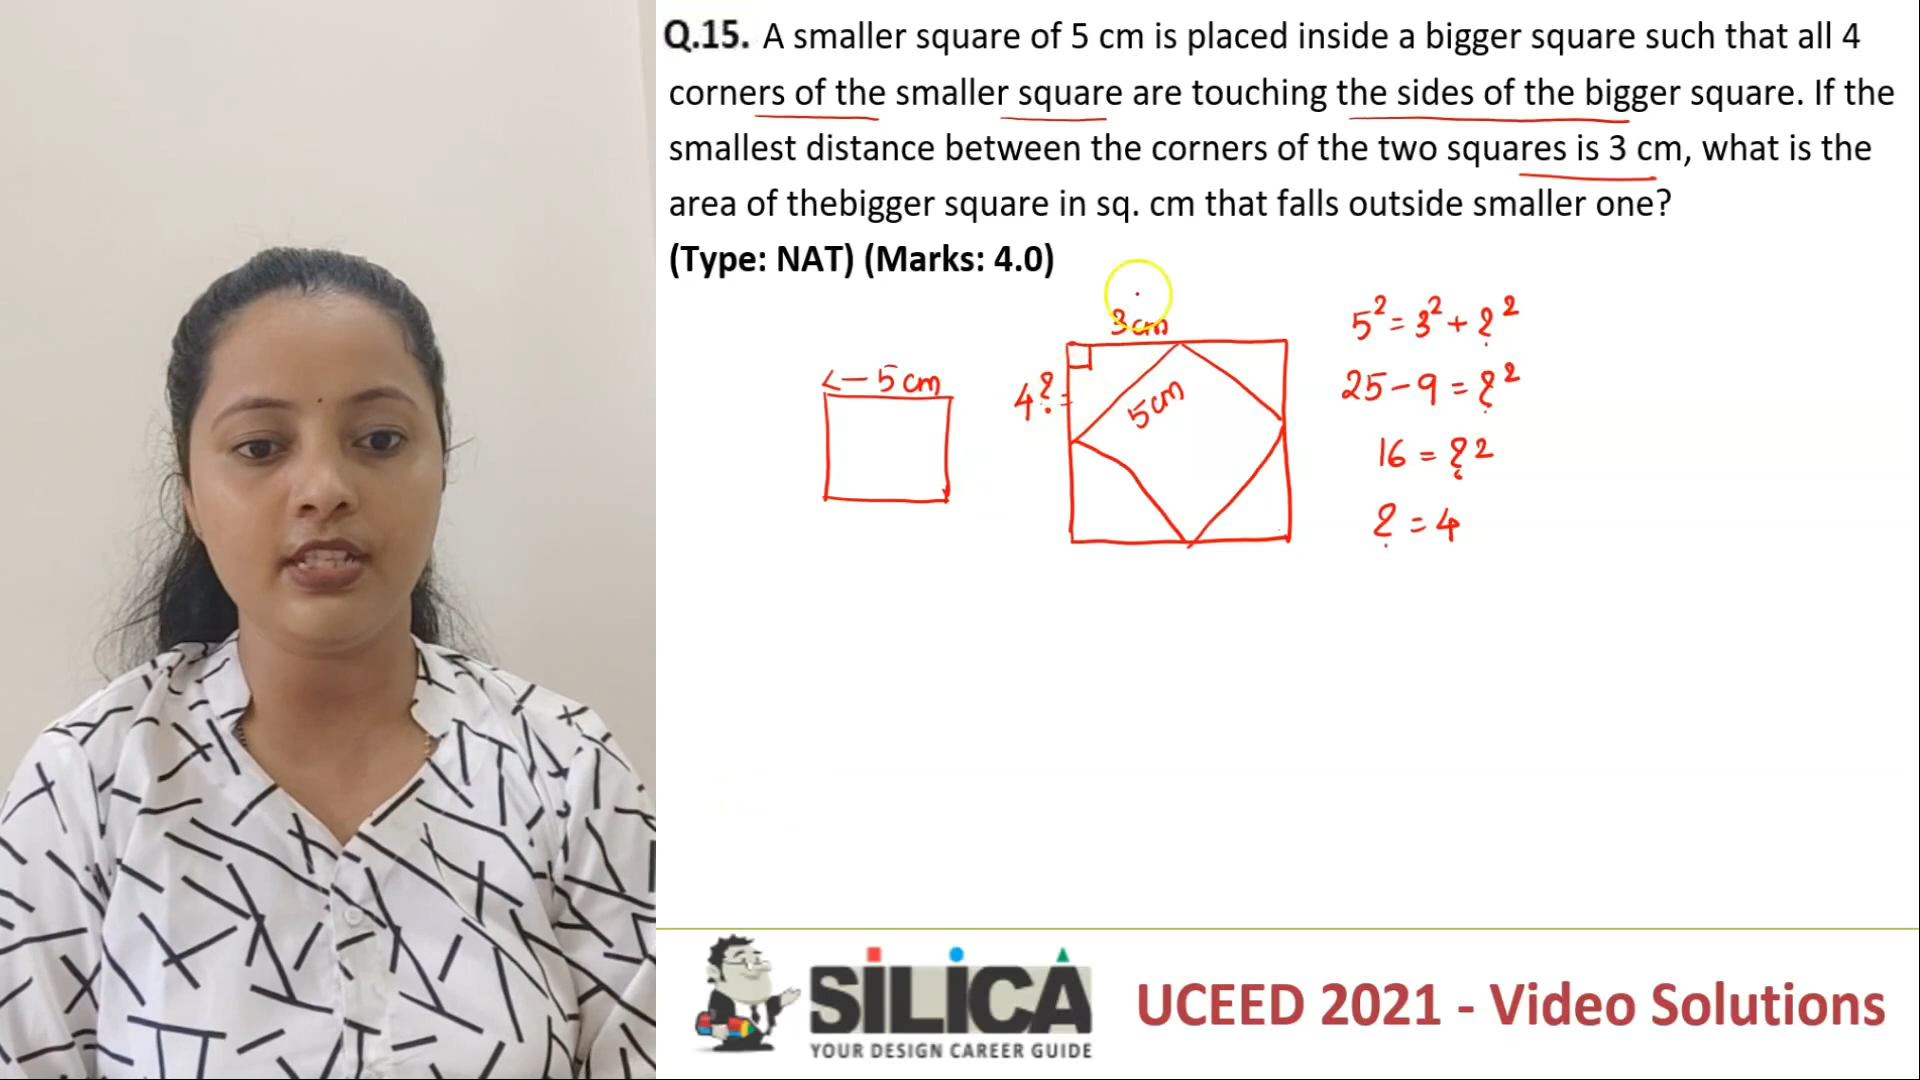 Q.15. A smaller square of 5 cm is placed inside a bigger square such that all 4
corners of the smaller square are touching the sides of the bigger square. If the
smallest distance between the corners of the two squares is 3 cm, what is the
area of thebigger square in sq. cm that falls outside smaller one?
(Type: NAT) (Marks: 4.0)
3cm
<— 5cm
4?=
5cm
5² = 3² + ?²
25 - 9 = ?²
16 = ?²
? = 4
SILICA
YOUR DESIGN CAREER GUIDE
UCEED 2021 - Video Solutions